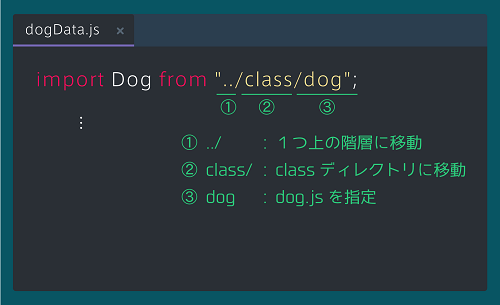 dogData.js ×
import Dog from "../class/dog";
① ② ③
⋮
① ../ : 1つ上の階層に移動
② class/ : class ディレクトリに移動
③ dog : dog.js を指定